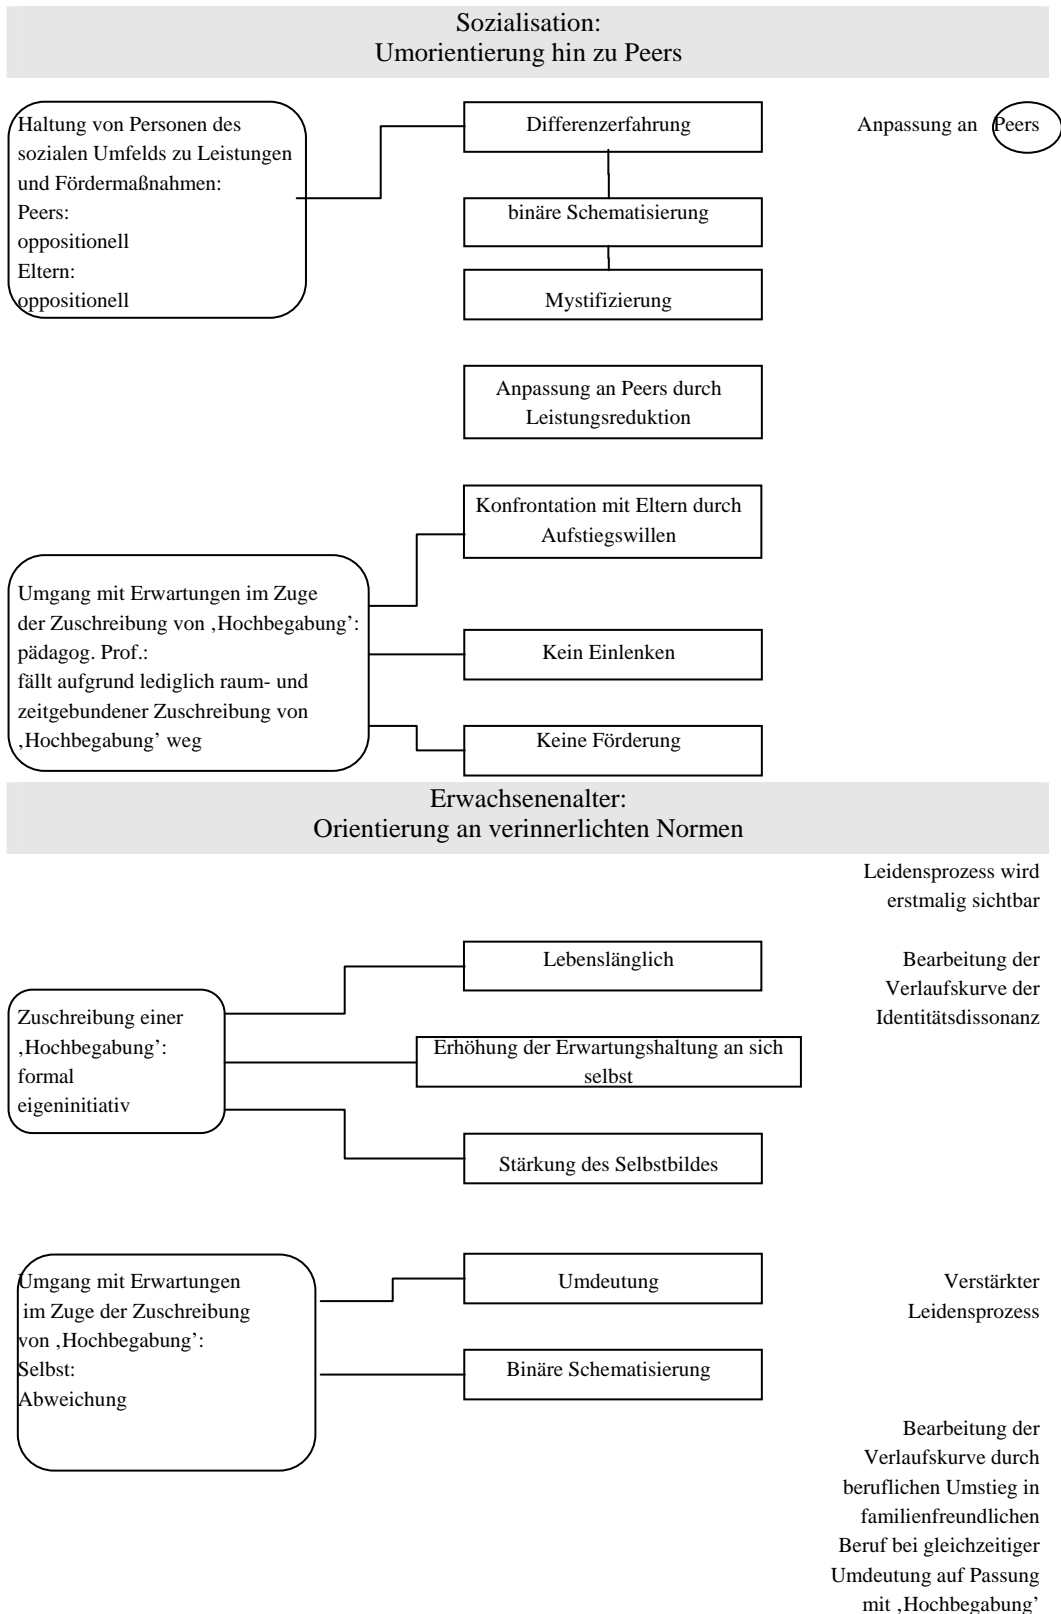 Sozialisation:
Umorientierung hin zu Peers
Haltung von Personen des
sozialen Umfelds zu Leistungen
und Fördermaßnahmen:
Peers:
oppositionell
Eltern:
oppositionell
Differenzerfahrung
binäre Schematisierung
Mystifizierung
Anpassung an Peers
Anpassung an Peers durch
Leistungsreduktion
Konfrontation mit Eltern durch
Aufstiegswillen
Umgang mit Erwartungen im Zuge
der Zuschreibung von ‚Hochbegabung’:
pädagog. Prof.:
fällt aufgrund lediglich raum- und
zeitgebundener Zuschreibung von
‚Hochbegabung’ weg
Kein Einlenken
Keine Förderung
Erwachsenenalter:
Orientierung an verinnerlichten Normen
Leidensprozess wird
erstmalig sichtbar
Zuschreibung einer
‚Hochbegabung’:
formal
eigeninitiativ
Lebenslänglich
Erhöhung der Erwartungshaltung an sich
selbst
Stärkung des Selbstbildes
Bearbeitung der
Verlaufskurve der
Identitätsdissonanz
Umgang mit Erwartungen
im Zuge der Zuschreibung
von ‚Hochbegabung’:
Selbst:
Abweichung
Umdeutung
Binäre Schematisierung
Verstärkter
Leidensprozess
Bearbeitung der
Verlaufskurve durch
beruflichen Umstieg in
familienfreundlichen
Beruf bei gleichzeitiger
Umdeutung auf Passung
mit ‚Hochbegabung’